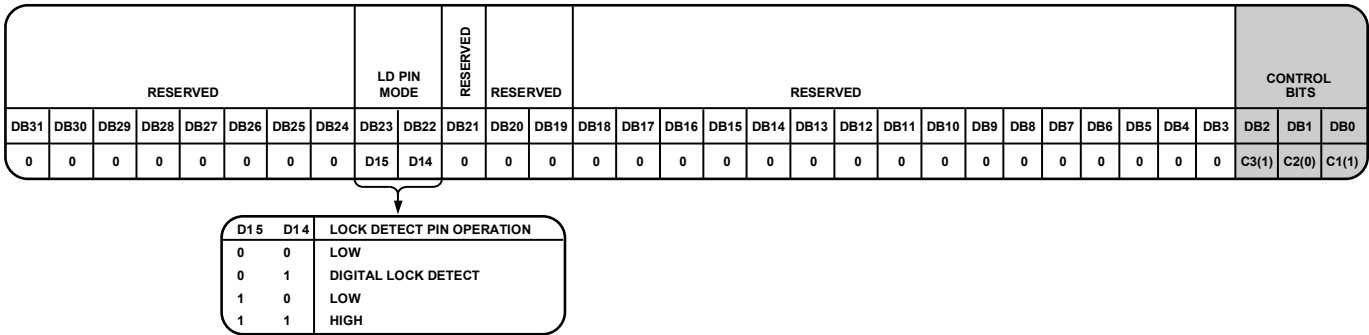 RESERVED
LD PIN
MODE
RESERVED
RESERVED
RESERVED
CONTROL
BITS
DB31 DB30 DB29 DB28 DB27 DB26 DB25 DB24 DB23 DB22 DB21 DB20 DB19 DB18 DB17 DB16 DB15 DB14 DB13 DB12 DB11 DB10 DB9 DB8 DB7 DB6 DB5 DB4 DB3 DB2 DB1 DB0
0 0 0 0 0 0 0 0 D15 D14 0 0 0 0 0 0 0 0 0 0 0 0 0 0 0 0 0 0 0 C3(1) C2(0) C1(1)
D15 D14 LOCK DETECT PIN OPERATION
0 0 LOW
0 1 DIGITAL LOCK DETECT
1 0 LOW
1 1 HIGH